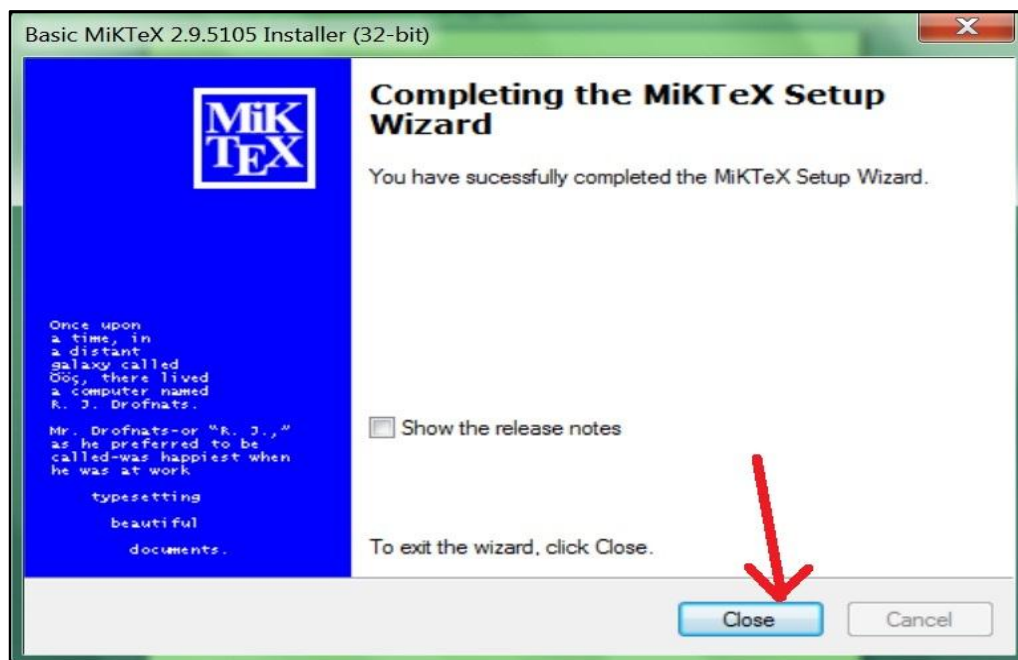 Basic MiKTeX 2.9.5105 Installer (32-bit)
MiK
TEX
Completing the MiKTeX Setup
Wizard
You have sucessfully completed the MiKTeX Setup Wizard.
Once upon
a time, in
a distant
galaxy called
Ööç, there lived
a computer named
R. J. Drofnats.
Mr. Drofnats-or "R. J.,"
as he preferred to be
called-was happiest when
he was at work
typesetting
beautiful
documents.
Show the release notes
To exit the wizard, click Close.
Close
Cancel